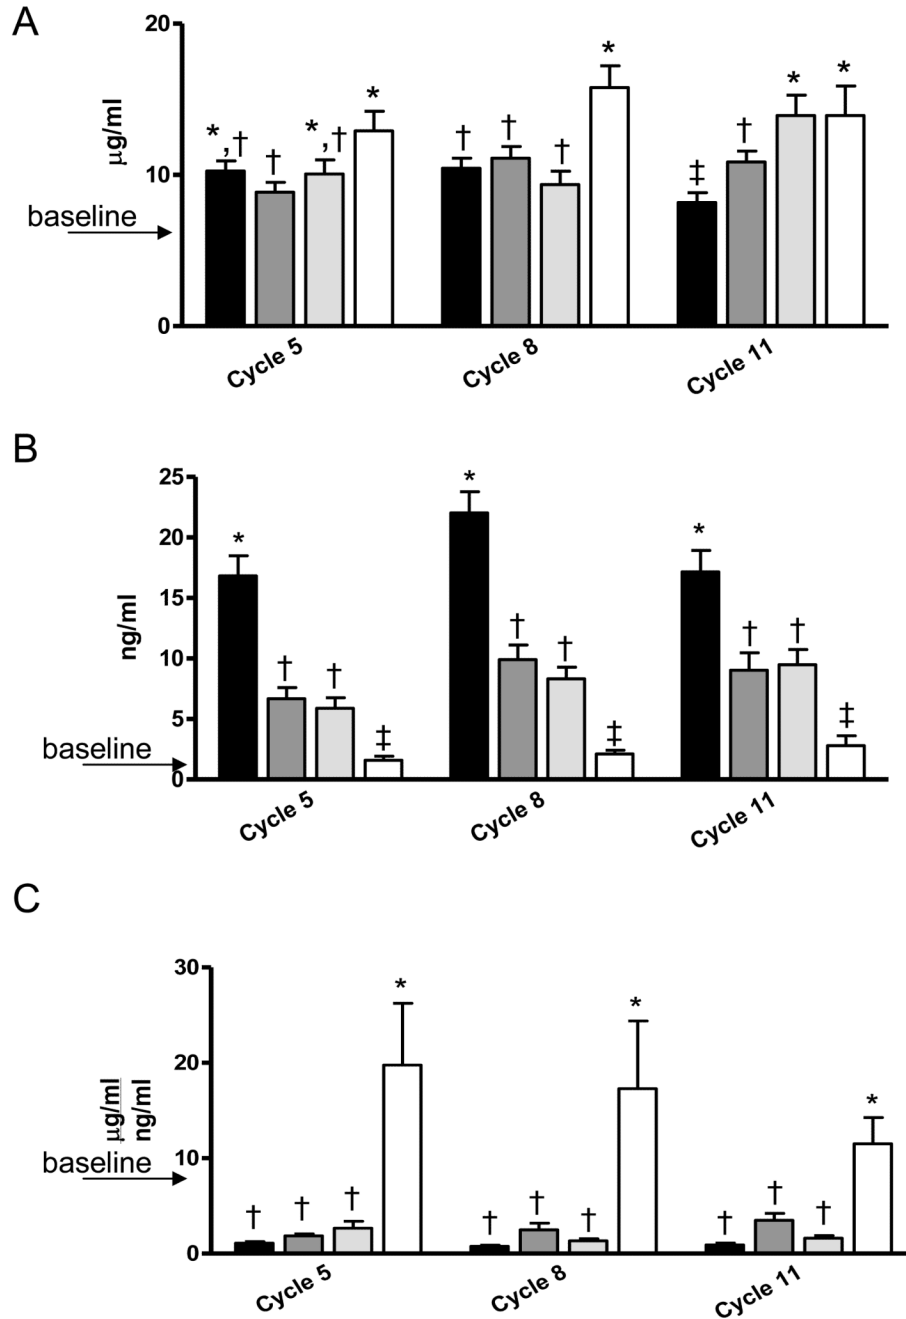 A
20
µg/ml
10
0
baseline
*,† † *,† *
† † † *
‡ † * *
Cycle 5 Cycle 8 Cycle 11
B
25
20
15
10
5
0
ng/ml
baseline
* † † ‡
* † † ‡
* † † ‡
Cycle 5 Cycle 8 Cycle 11
C
30
20
10
0
µg/ml
ng/ml
baseline
† † † *
† † † *
† † † *
Cycle 5 Cycle 8 Cycle 11